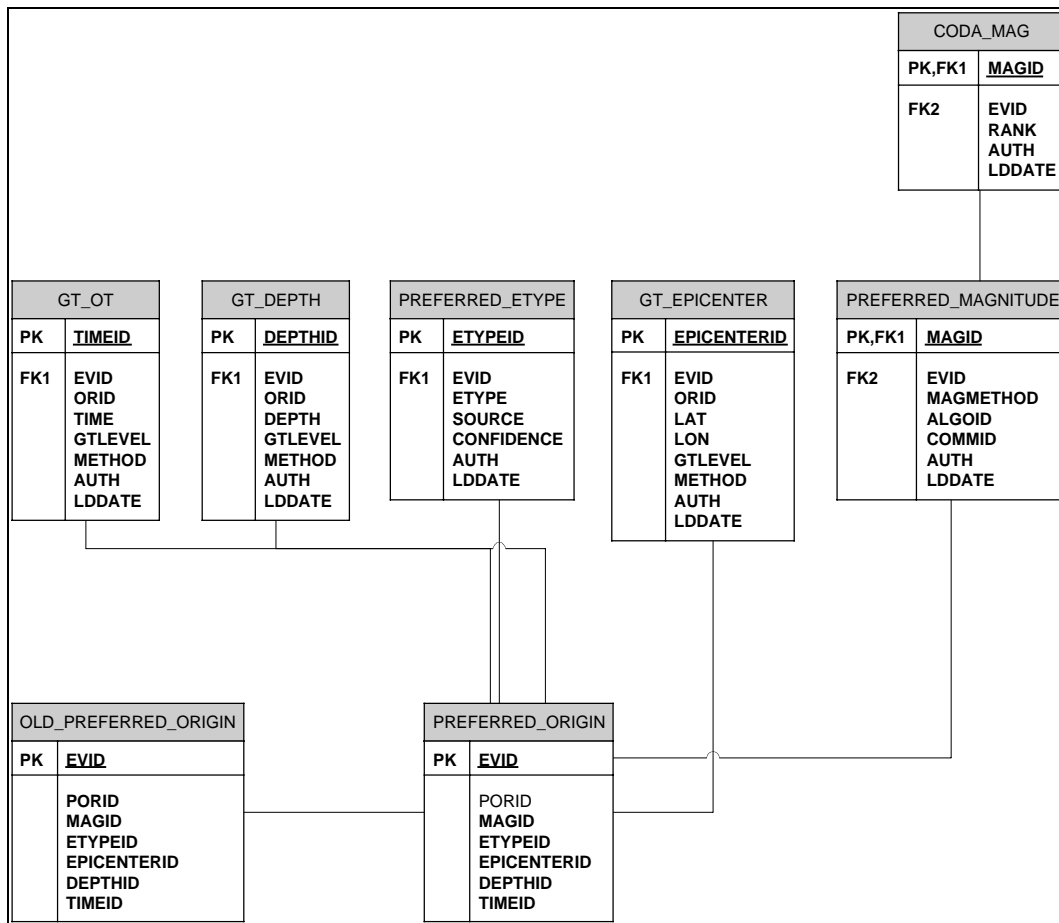 CODA_MAG
PK,FK1 MAGID
FK2 EVID
RANK
AUTH
LDDATE
GT_OT
PK TIMEID
FK1 EVID
ORID
TIME
GTLEVEL
METHOD
AUTH
LDDATE
GT_DEPTH
PK DEPTHID
FK1 EVID
ORID
DEPTH
GTLEVEL
METHOD
AUTH
LDDATE
PREFERRED_ETYPE
PK ETYPEID
FK1 EVID
ETYPE
SOURCE
CONFIDENCE
AUTH
LDDATE
GT_EPICENTER
PK EPICENTERID
FK1 EVID
ORID
LAT
LON
GTLEVEL
METHOD
AUTH
LDDATE
PREFERRED_MAGNITUDE
PK,FK1 MAGID
FK2 EVID
MAGMETHOD
ALGOID
COMMID
AUTH
LDDATE
OLD_PREFERRED_ORIGIN
PK EVID
PORID
MAGID
ETYPEID
EPICENTERID
DEPTHID
TIMEID
PREFERRED_ORIGIN
PK EVID
PORID
MAGID
ETYPEID
EPICENTERID
DEPTHID
TIMEID